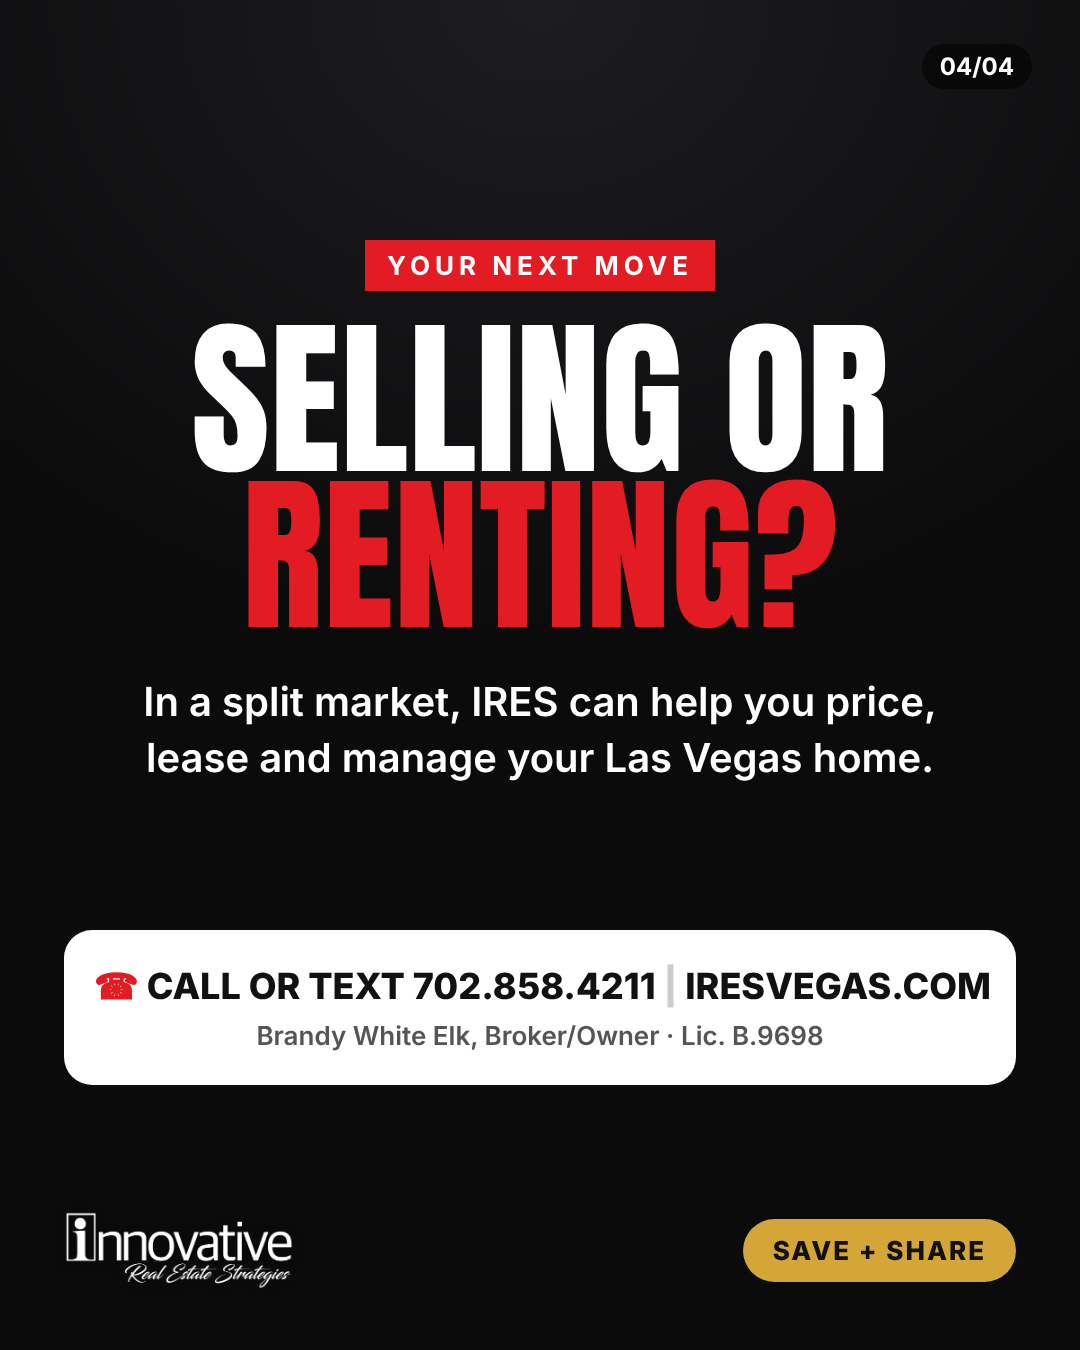 04/04
YOUR NEXT MOVE
SELLING OR
RENTING?
In a split market, IRES can help you price,
lease and manage your Las Vegas home.
☎ CALL OR TEXT 702.858.4211 | IRESVEGAS.COM
Brandy White Elk, Broker/Owner · Lic. B.9698
innovative
Real Estate Strategies
SAVE + SHARE